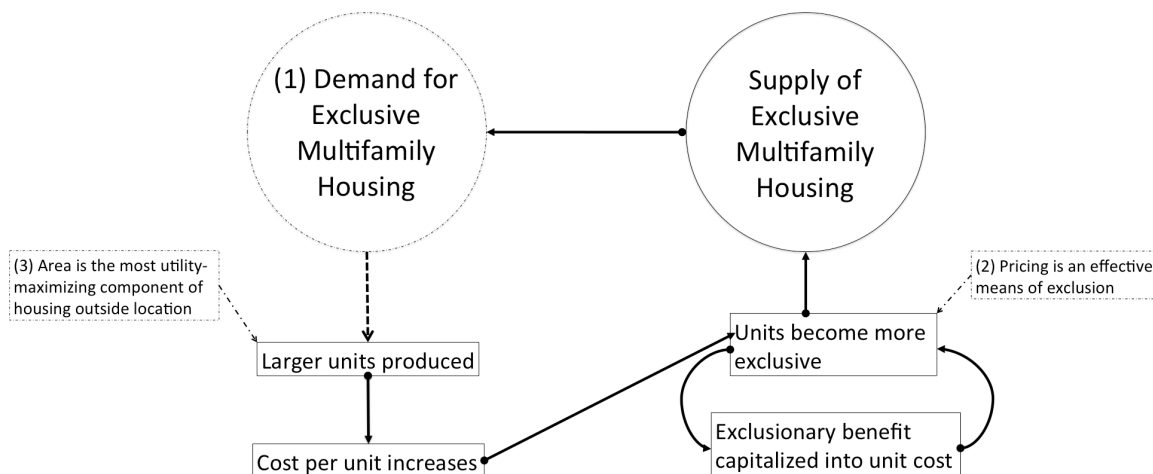 (1) Demand for
Exclusive
Multifamily
Housing
Supply of
Exclusive
Multifamily
Housing
(3) Area is the most utility-
maximizing component of
housing outside location
(2) Pricing is an effective
means of exclusion
Larger units produced
Units become more
exclusive
Cost per unit increases
Exclusionary benefit
capitalized into unit cost